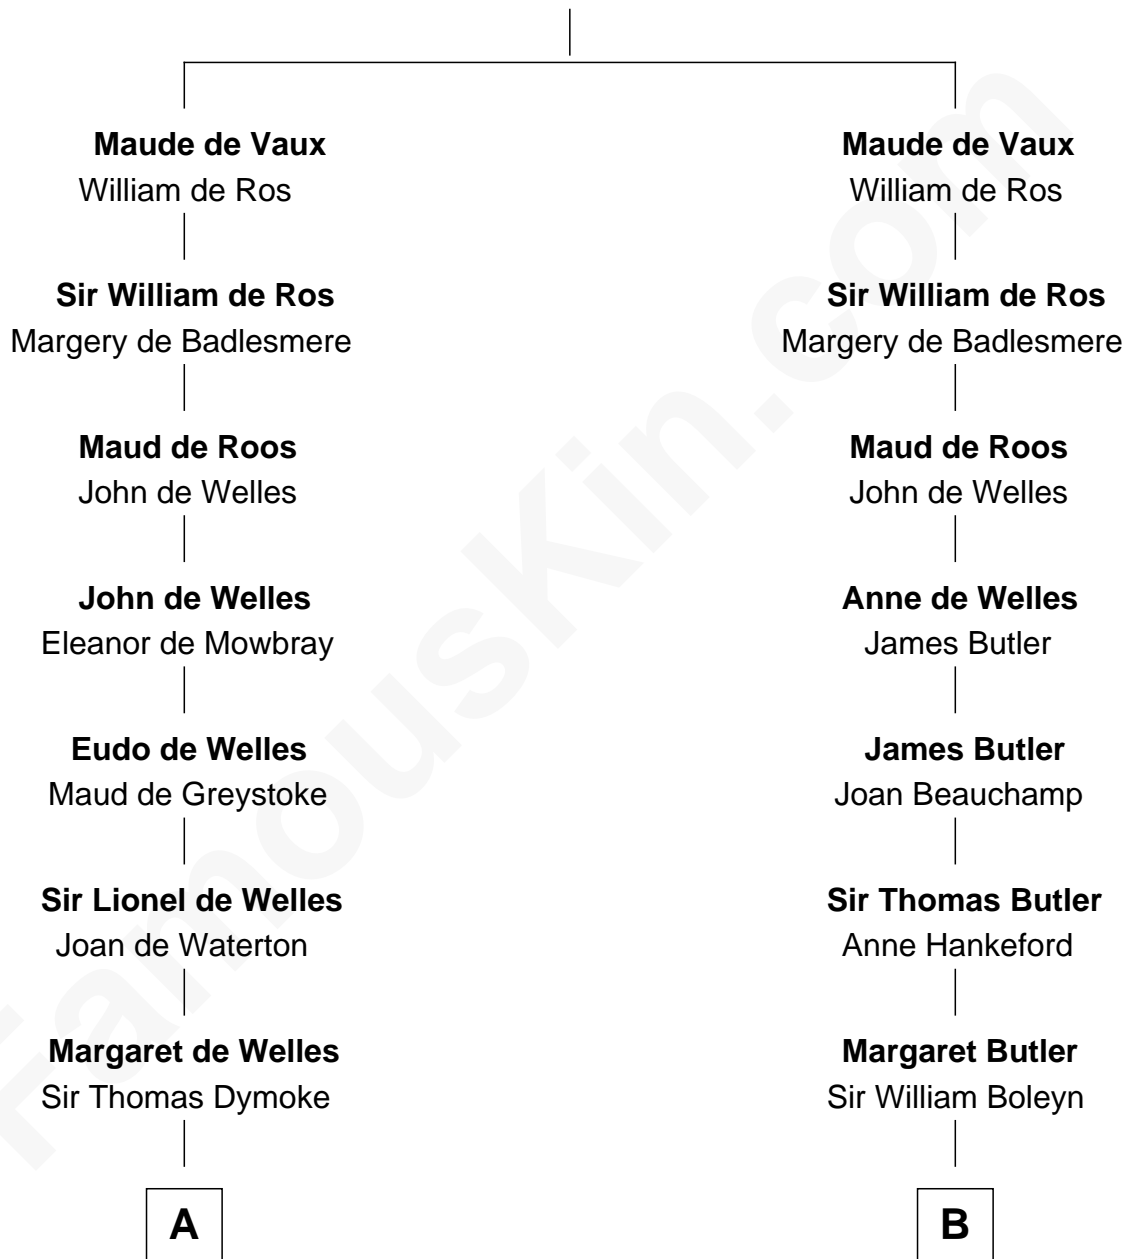 Maude de Vaux
William de Ros
Sir William de Ros
Margery de Badlesmere
Maud de Roos
John de Welles
John de Welles
Eleanor de Mowbray
Eudo de Welles
Maud de Greystoke
Sir Lionel de Welles
Joan de Waterton
Margaret de Welles
Sir Thomas Dymoke
A
Maude de Vaux
William de Ros
Sir William de Ros
Margery de Badlesmere
Maud de Roos
John de Welles
Anne de Welles
James Butler
James Butler
Joan Beauchamp
Sir Thomas Butler
Anne Hankeford
Margaret Butler
Sir William Boleyn
B
FamousKin.com